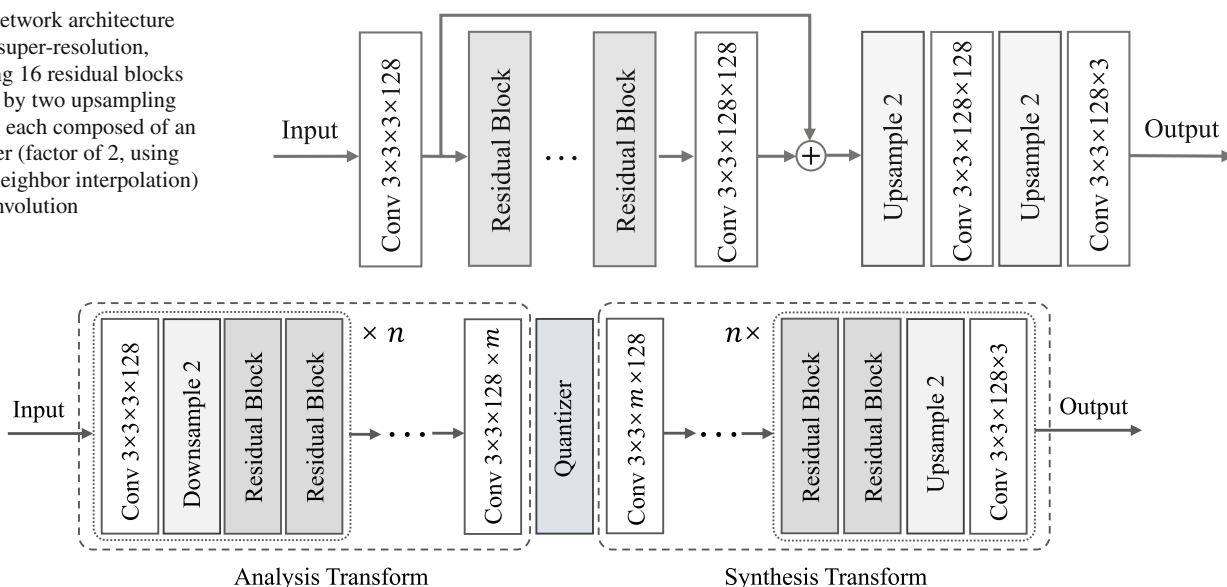 etwork architecture
super-resolution,
ng 16 residual blocks
by two upsampling
each composed of an
er (factor of 2, using
eighbor interpolation)
nvolution
Input
Conv 3×3×3×128
Residual Block
...
Residual Block
Conv 3×3×128×128
+
Upsample 2
Conv 3×3×128×128
Upsample 2
Conv 3×3×128×3
Output
Input
Conv 3×3×3×128
Downsample 2
Residual Block
Residual Block
× n
...
Conv 3×3×128×m
Quantizer
Conv 3×3×m×128
...
n×
Residual Block
Residual Block
Upsample 2
Conv 3×3×128×3
Output
Analysis Transform
Synthesis Transform